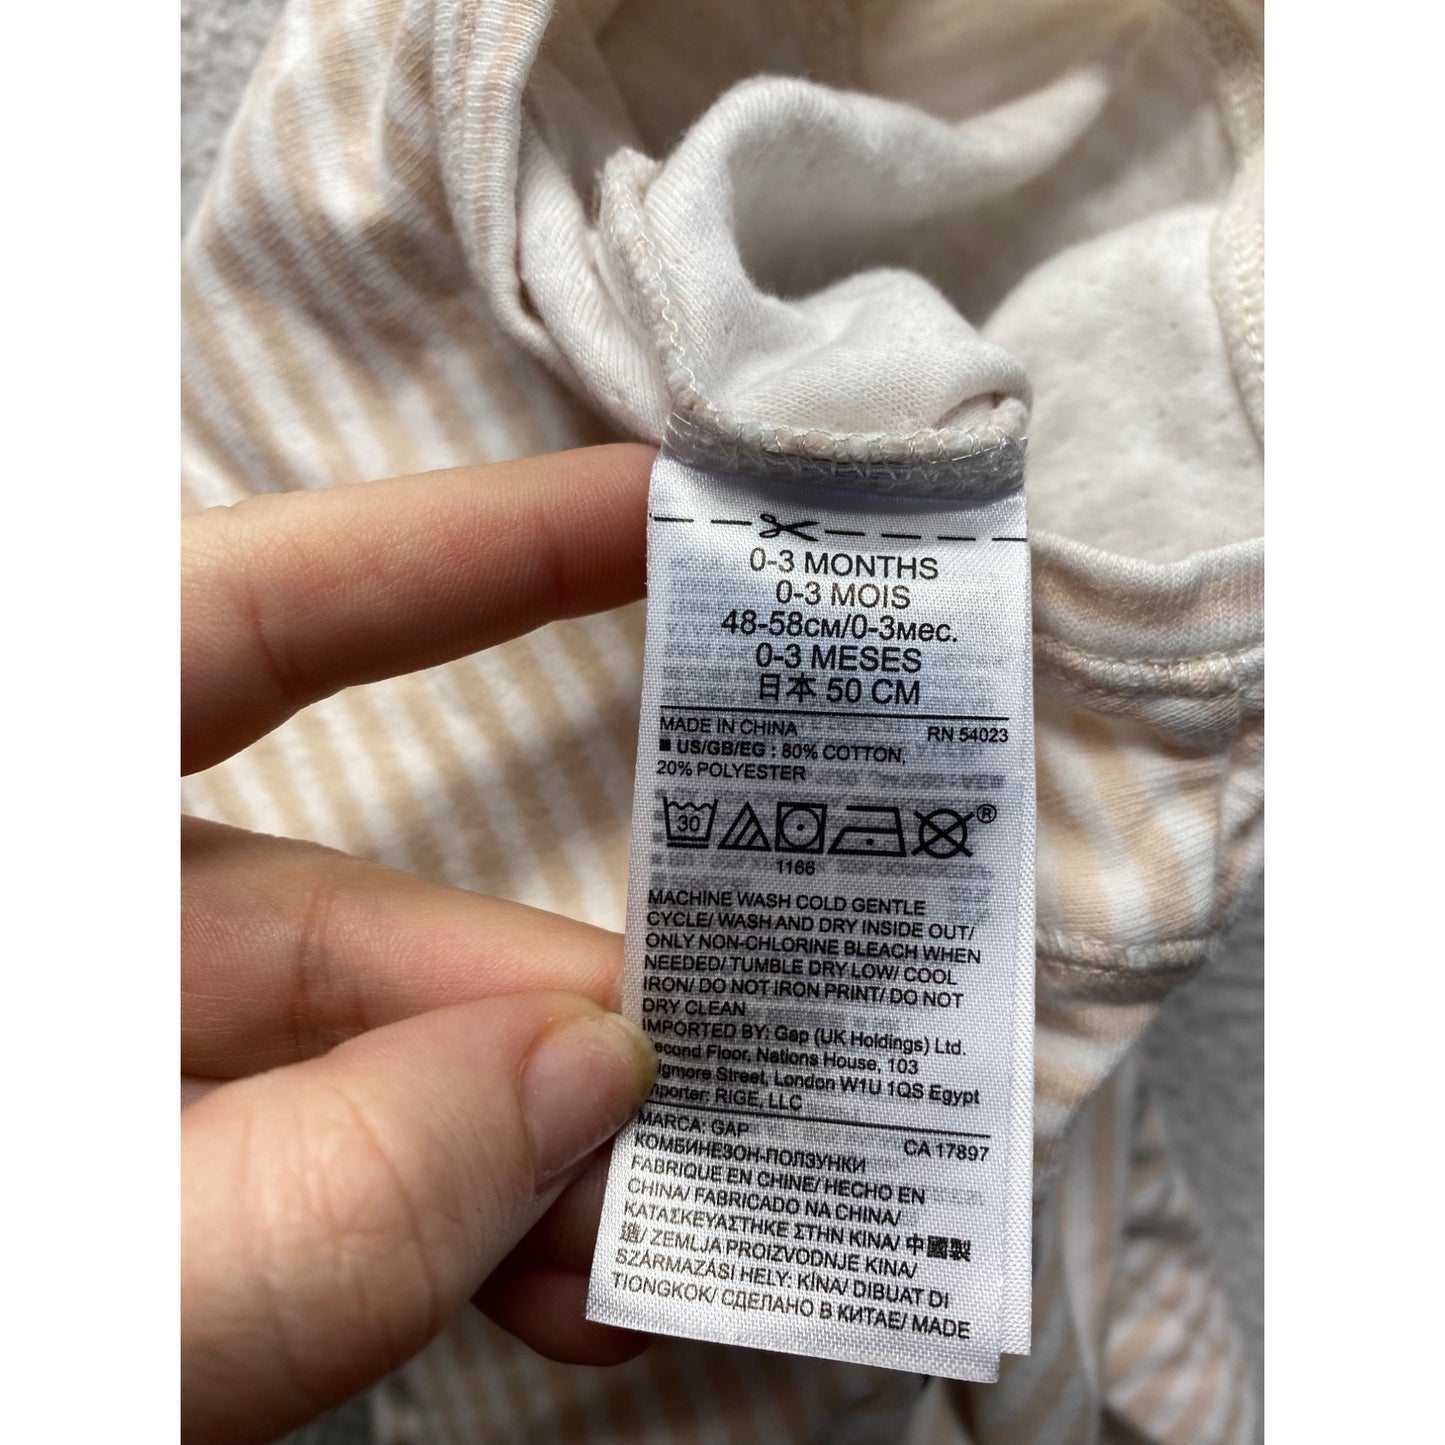 0-3 MONTHS
0-3 MOIS
48-58см/0-3мес.
0-3 MESES
日本 50 CM
MADE IN CHINA
RN 54023
■ US/GB/EG : 80% COTTON,
20% POLYESTER
30
®
1166
MACHINE WASH COLD GENTLE
CYCLE/ WASH AND DRY INSIDE OUT/
ONLY NON-CHLORINE BLEACH WHEN
NEEDED/ TUMBLE DRY LOW/ COOL
IRON/ DO NOT IRON PRINT/ DO NOT
DRY CLEAN
IMPORTED BY: Gap (UK Holdings) Ltd.
Floor, Nations House, 103
Street, London W1U 1QS Egypt
RIGE, LLC
MARCA: GAP
CA 17897
КОМБИНЕЗОН-ПОЛЗУНКИ
FABRIQUE EN CHINE/ HECHO EN
CHINA/ FABRICADO NA CHINA/
ΚΑΤΑΣΚΕΥΑΣΤΗΚΕ ΣΤΗΝ ΚΙΝΑ/ 中國製
造/ ZEMLJA PROIZVODNJE KINA/
SZÁRMAZÁSI HELY: KÍNA/ DIBUAT DI
TIONGKOK/ СДЕЛАНО В КИТАЕ/ MADE